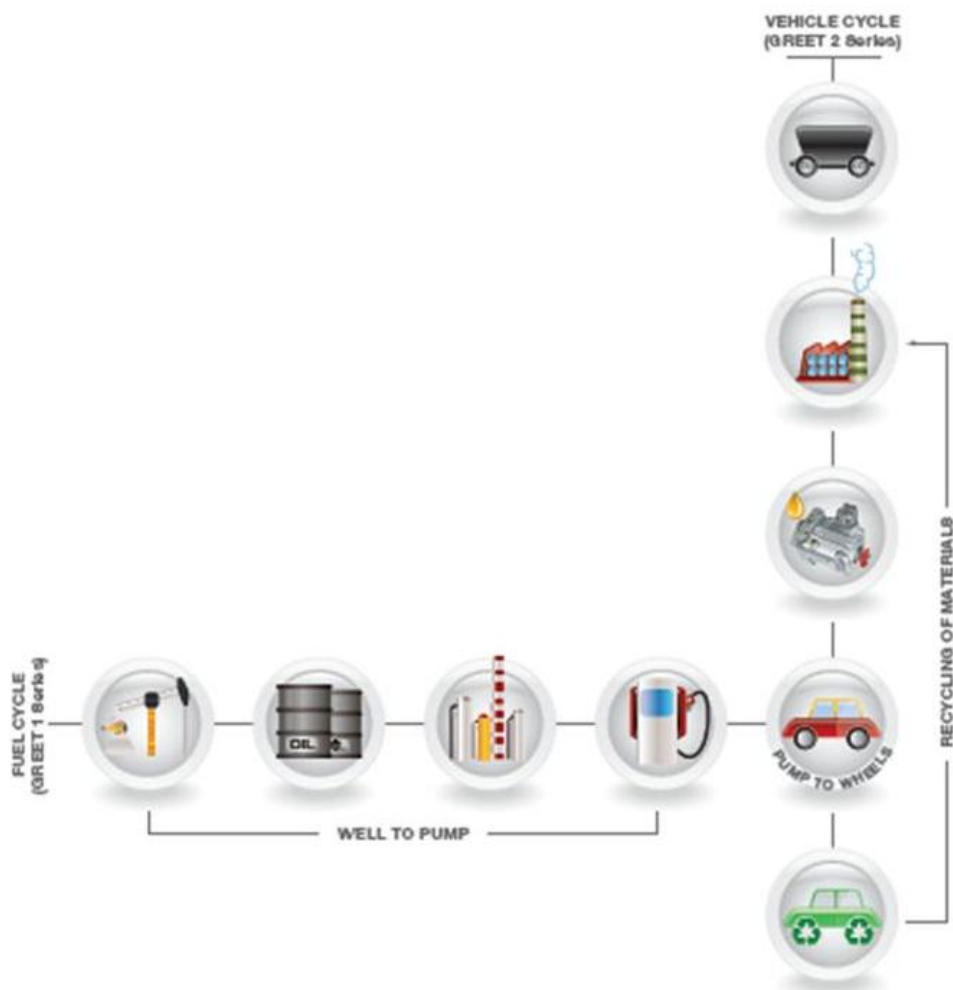 VEHICLE CYCLE
(GREET 2 Series)
RECYCLING OF MATERIALS
FUEL CYCLE
(GREET 1 Series)
OIL
PUMP TO WHEELS
WELL TO PUMP